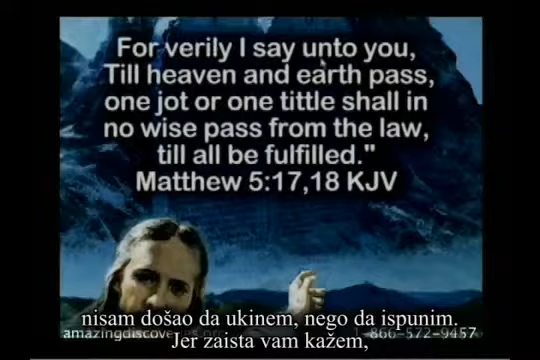 For verily I say unto you,
Till heaven and earth pass,
one jot or one tittle shall in
no wise pass from the law,
till all be fulfilled."
Matthew 5:17,18 KJV
nisam došao da ukinem, nego da ispunim.
amazingdiscoveries.org 1-866-572-9457
Jer zaista vam kažem,